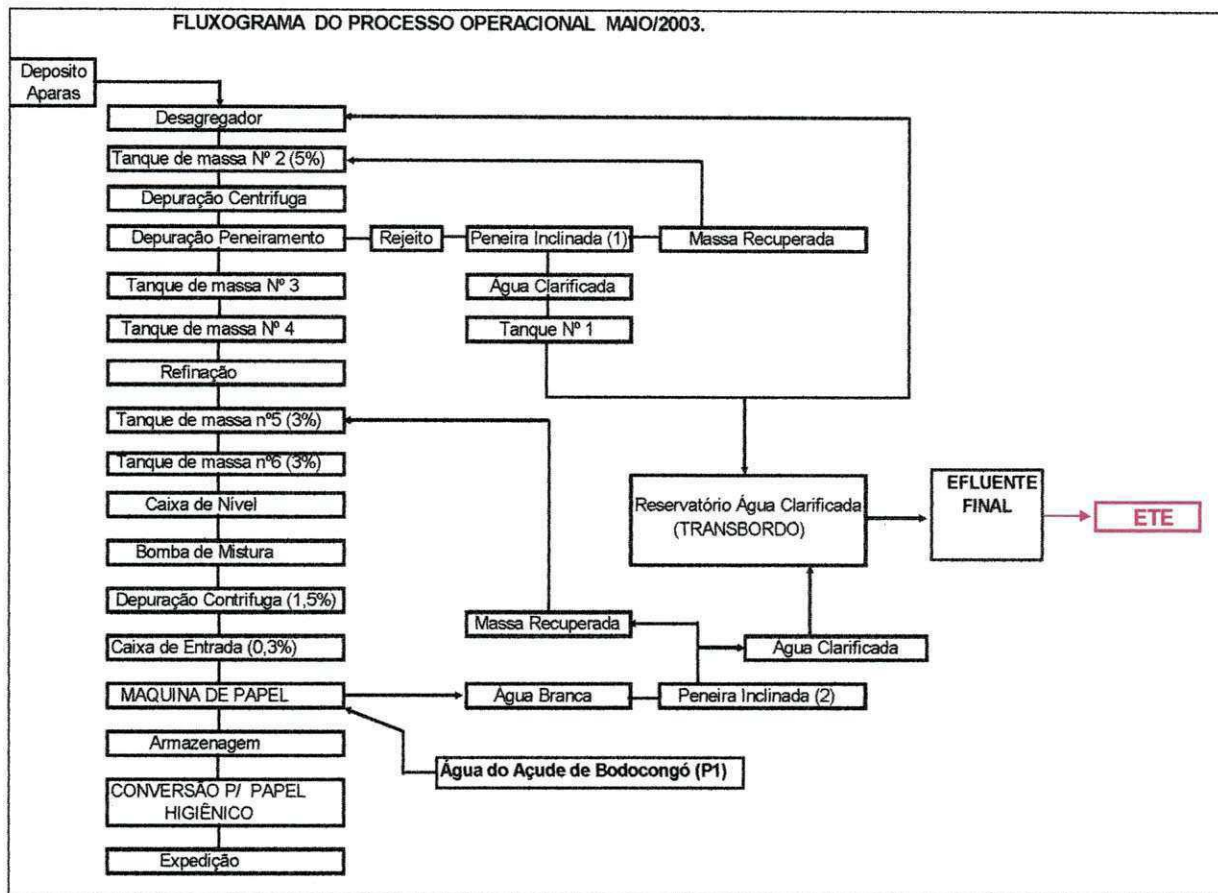 FLUXOGRAMA DO PROCESSO OPERACIONAL MAIO/2003.
Deposito
Aparas
Desagregador
Tanque de massa Nº 2 (5%)
Depuração Centrifuga
Depuração Peneiramento
Rejeito
Peneira Inclinada (1)
Massa Recuperada
Tanque de massa Nº 3
Água Clarificada
Tanque de massa Nº 4
Tanque Nº 1
Refinação
Tanque de massa nº5 (3%)
Tanque de massa nº6 (3%)
Caixa de Nível
Reservatório Água Clarificada
(TRANSBORDO)
EFLUENTE
FINAL
ETE
Bomba de Mistura
Depuração Contrifuga (1,5%)
Massa Recuperada
Caixa de Entrada (0,3%)
Água Clarificada
MAQUINA DE PAPEL
Água Branca
Peneira Inclinada (2)
Armazenagem
Água do Açude de Bodocongó (P1)
CONVERSÃO P/ PAPEL
HIGIÊNICO
Expedição